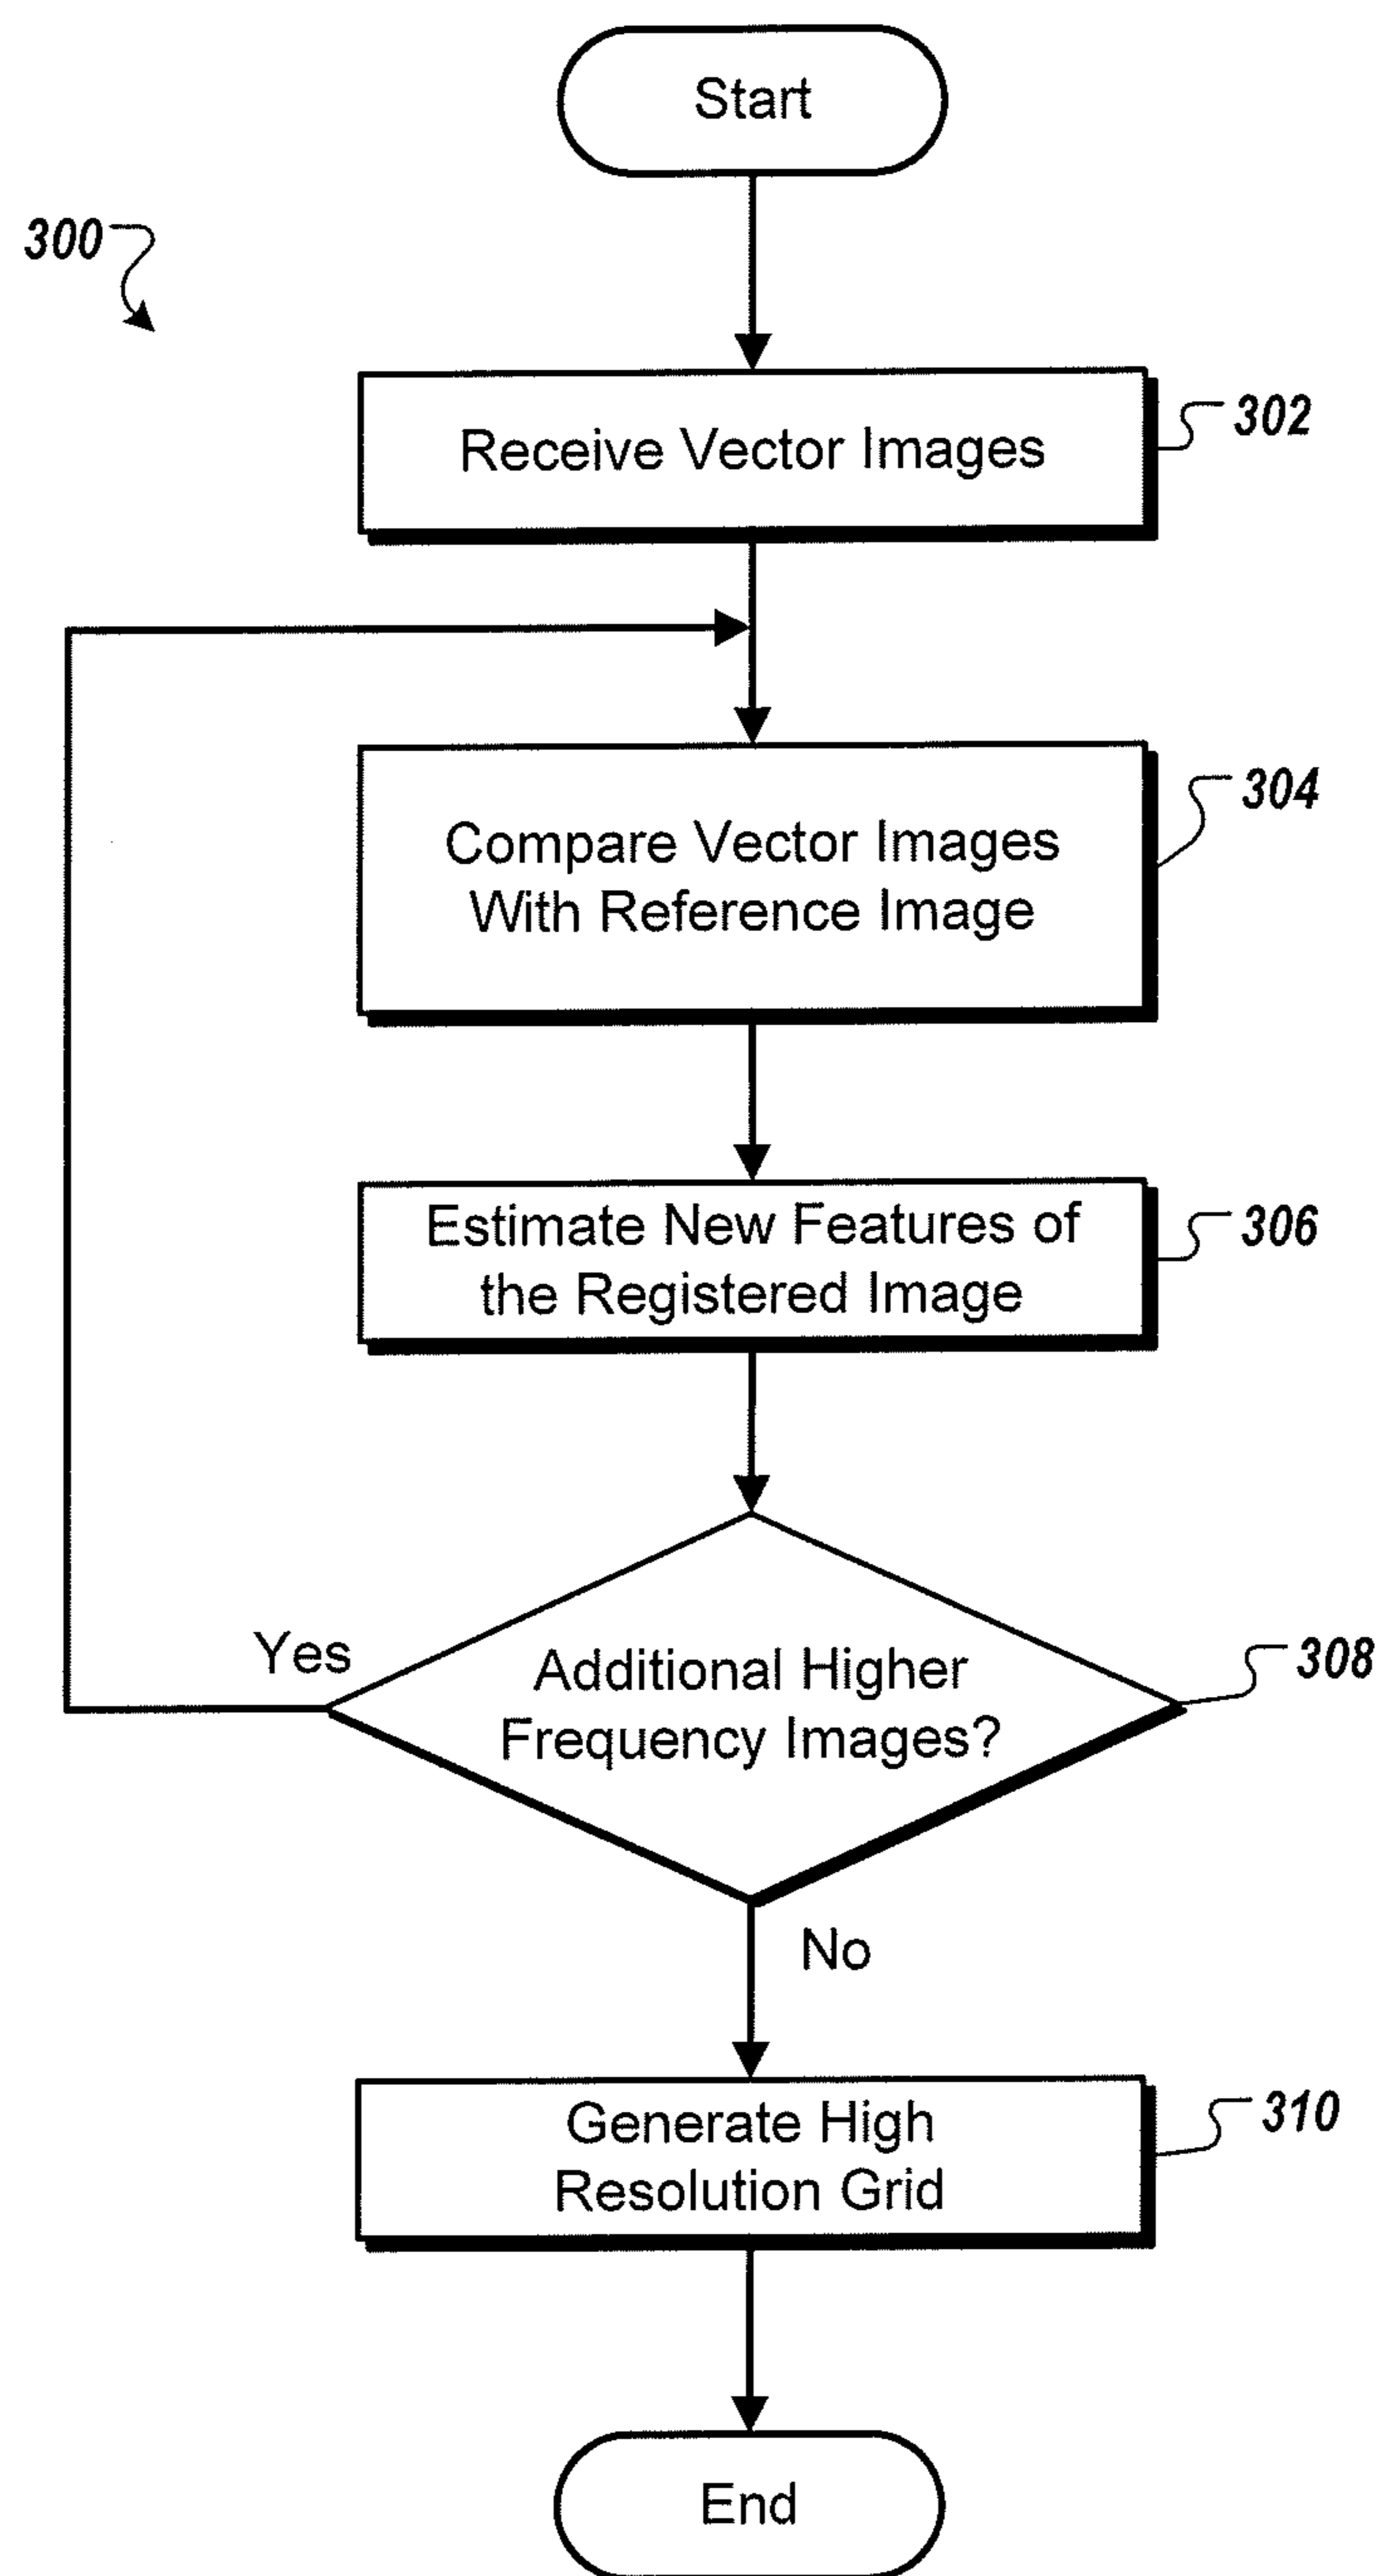 Start
300
Receive Vector Images
302
Compare Vector Images
With Reference Image
304
Estimate New Features of
the Registered Image
306
Yes
Additional Higher
Frequency Images?
308
No
Generate High
Resolution Grid
310
End